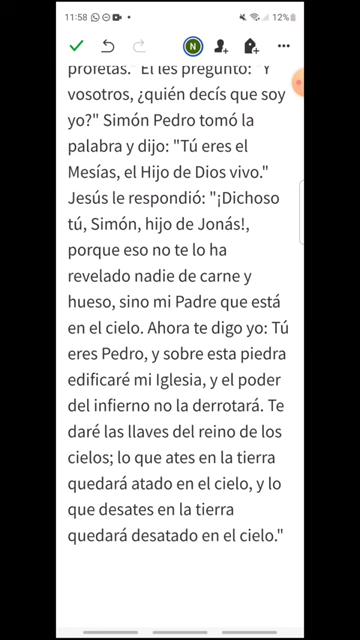 11:58
12%
N
profetas." Él les preguntó: "Y
vosotros, ¿quién decís que soy
yo?" Simón Pedro tomó la
palabra y dijo: "Tú eres el
Mesías, el Hijo de Dios vivo."
Jesús le respondió: "¡Dichoso
tú, Simón, hijo de Jonás!,
porque eso no te lo ha
revelado nadie de carne y
hueso, sino mi Padre que está
en el cielo. Ahora te digo yo: Tú
eres Pedro, y sobre esta piedra
edificaré mi Iglesia, y el poder
del infierno no la derrotará. Te
daré las llaves del reino de los
cielos; lo que ates en la tierra
quedará atado en el cielo, y lo
que desates en la tierra
quedará desatado en el cielo."